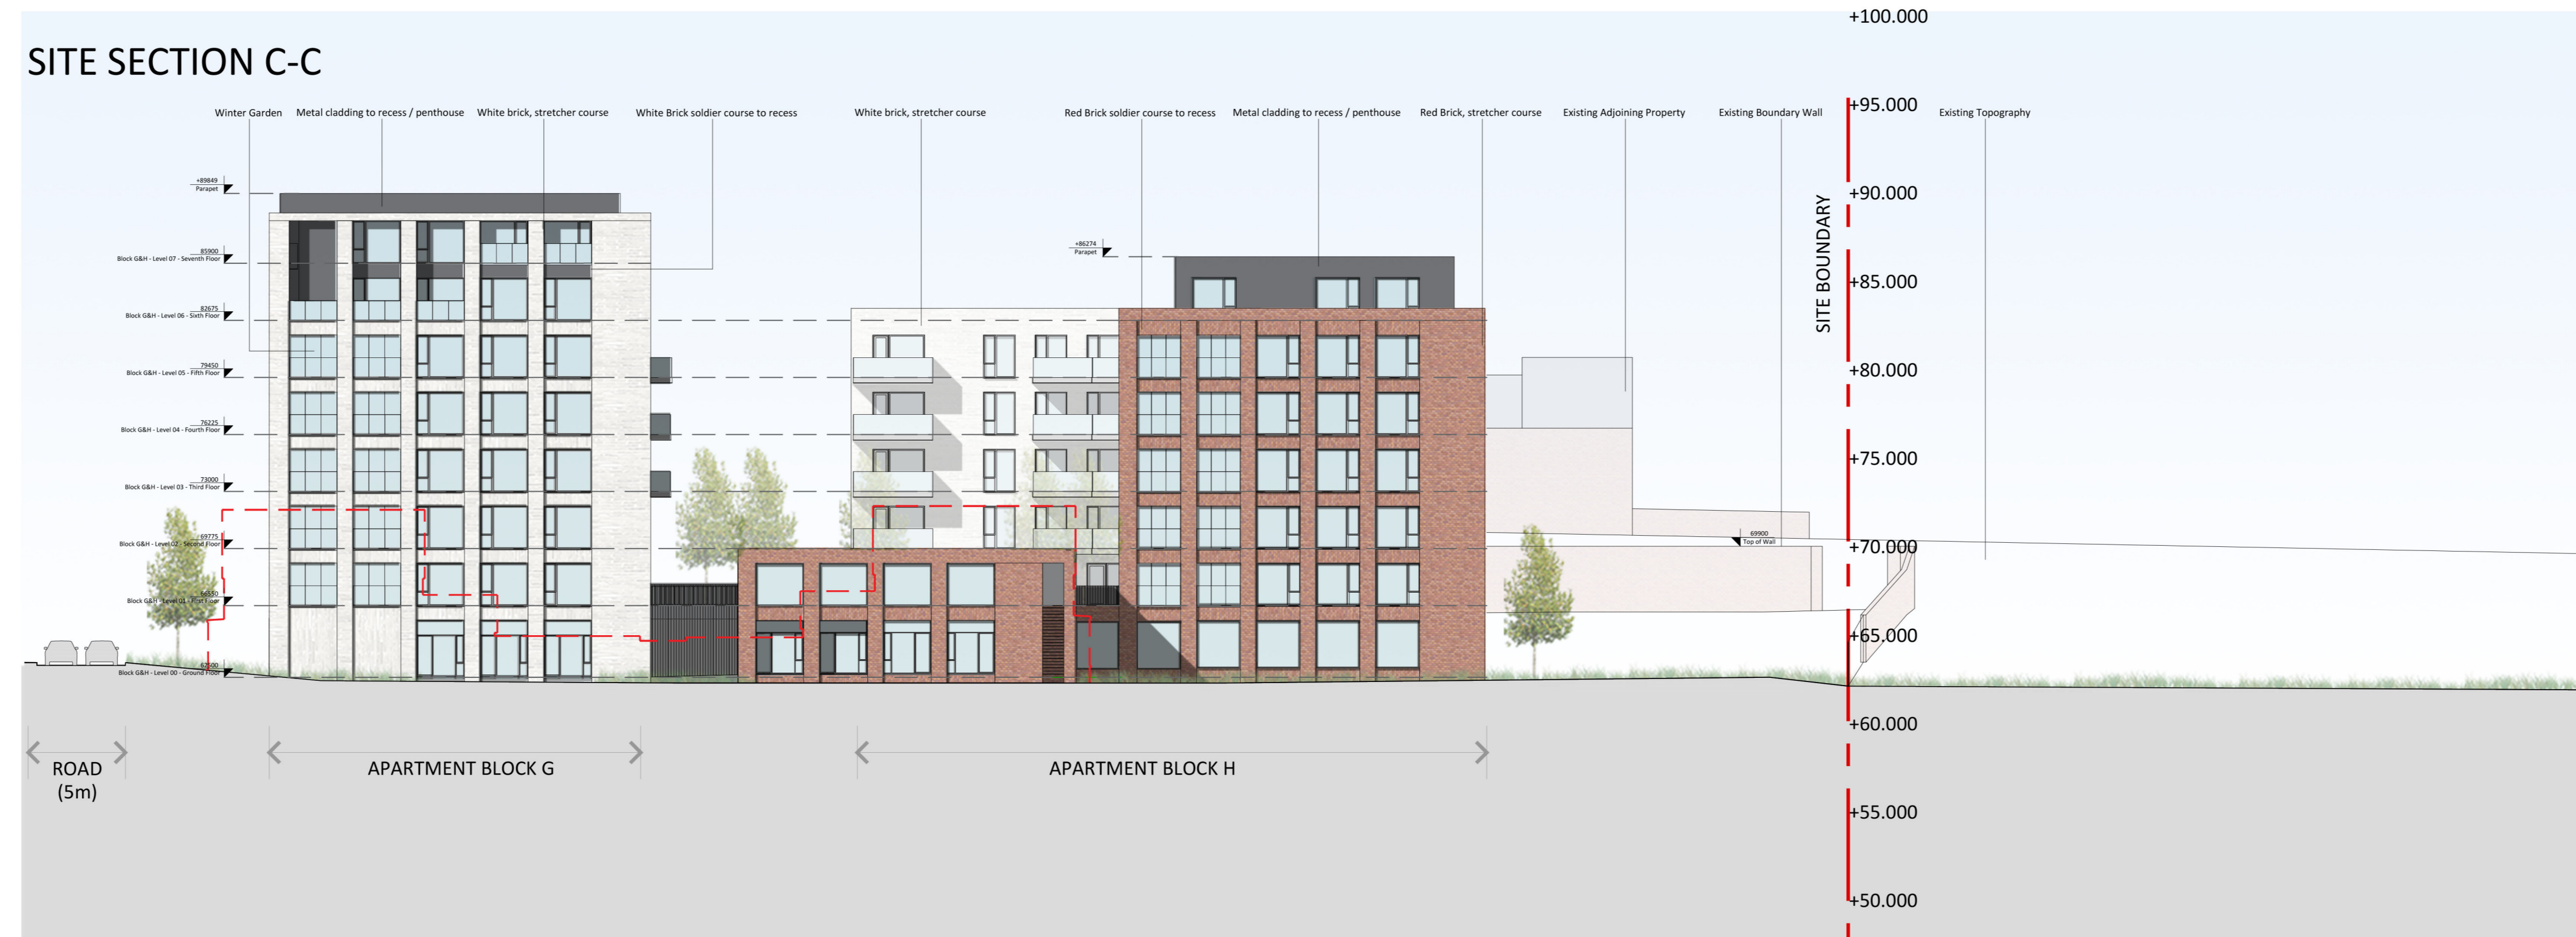 +100.000
SITE SECTION C-C
Winter Garden
Metal cladding to recess / penthouse
White brick, stretcher course
White Brick soldier course to recess
White brick, stretcher course
Red Brick soldier course to recess
Metal cladding to recess / penthouse
Red Brick, stretcher course
Existing Adjoining Property
Existing Boundary Wall
+95.000
Existing Topography
+89849
Parapet
+90.000
SITE BOUNDARY
+86274
Parapet
85900
Block G&H - Level 07 - Seventh Floor
+85.000
82675
Block G&H - Level 06 - Sixth Floor
79450
Block G&H - Level 05 - Fifth Floor
+80.000
76225
Block G&H - Level 04 - Fourth Floor
+75.000
73000
Block G&H - Level 03 - Third Floor
69775
Block G&H - Level 02 - Second Floor
69900
Top of Wall
+70.000
66550
Block G&H - Level 01 - First Floor
+65.000
62500
Block G&H - Level 00 - Ground Floor
+60.000
ROAD
(5m)
APARTMENT BLOCK G
APARTMENT BLOCK H
+55.000
+50.000